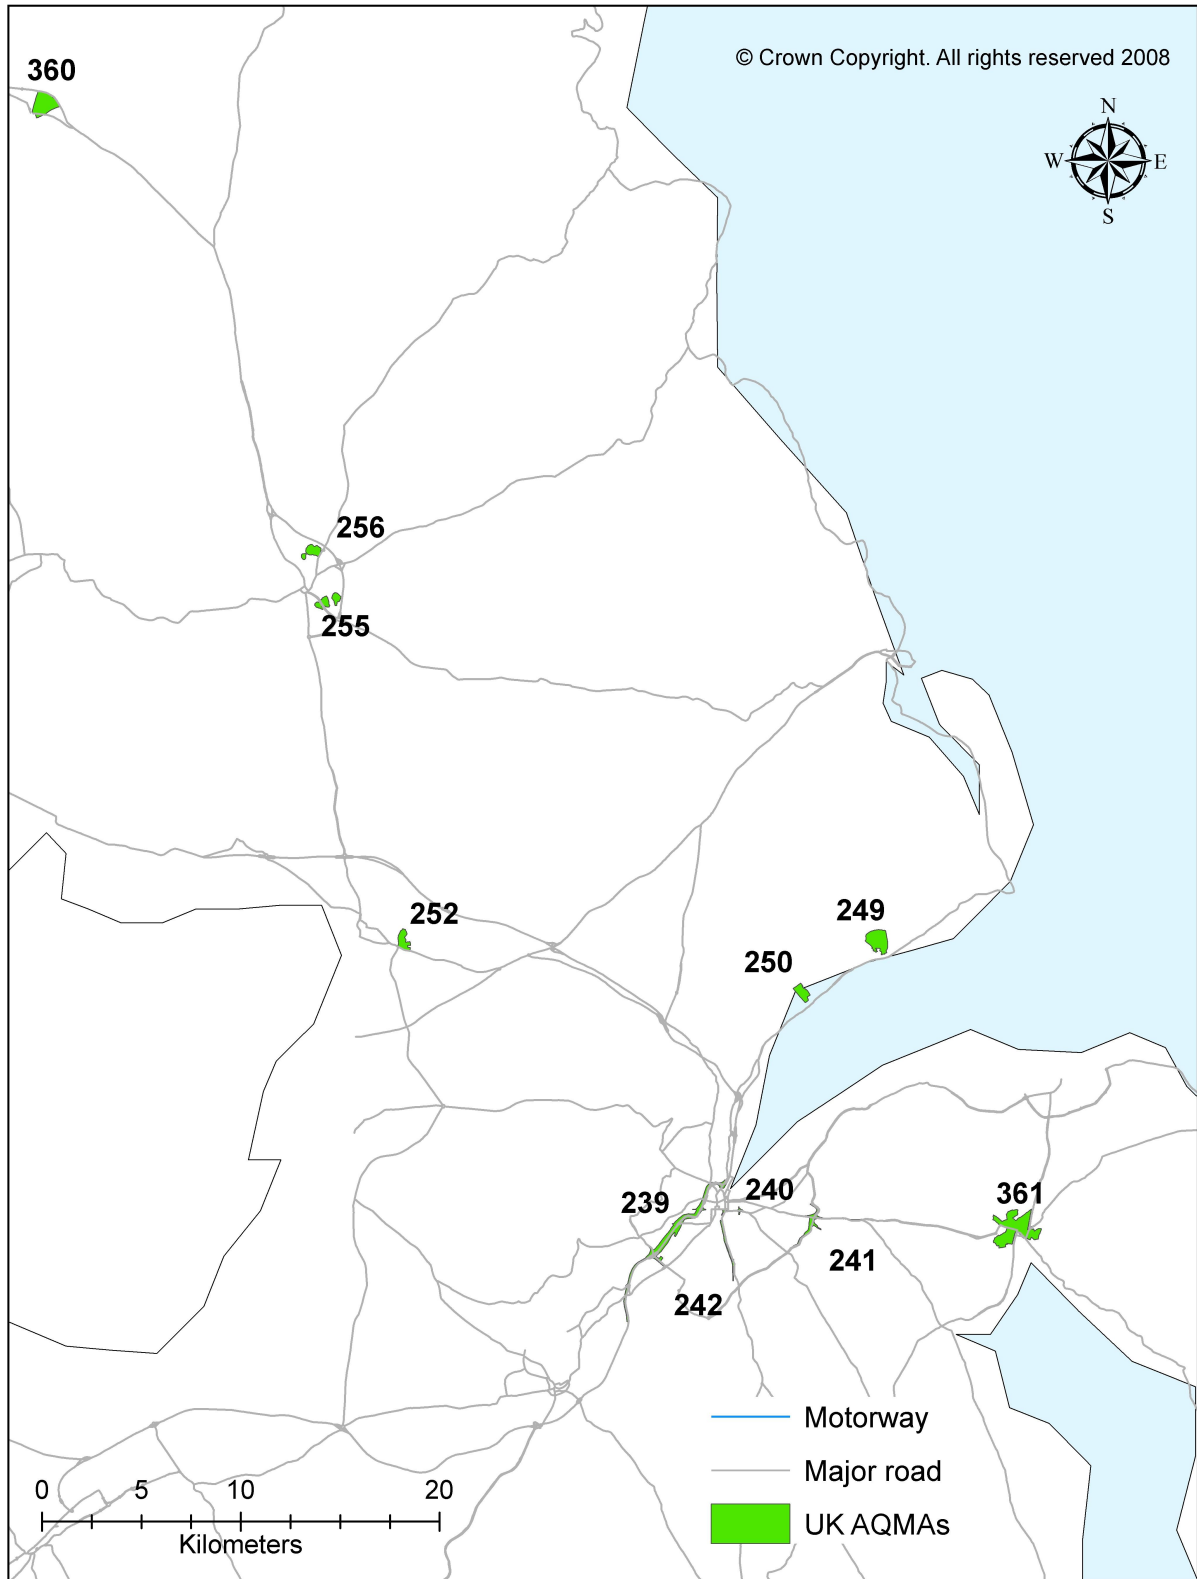 © Crown Copyright. All rights reserved 2008
360
N
W E
S
256
255
252
249
250
239
240
361
241
242
Motorway
Major road
UK AQMAs
0 5 10 20
Kilometers